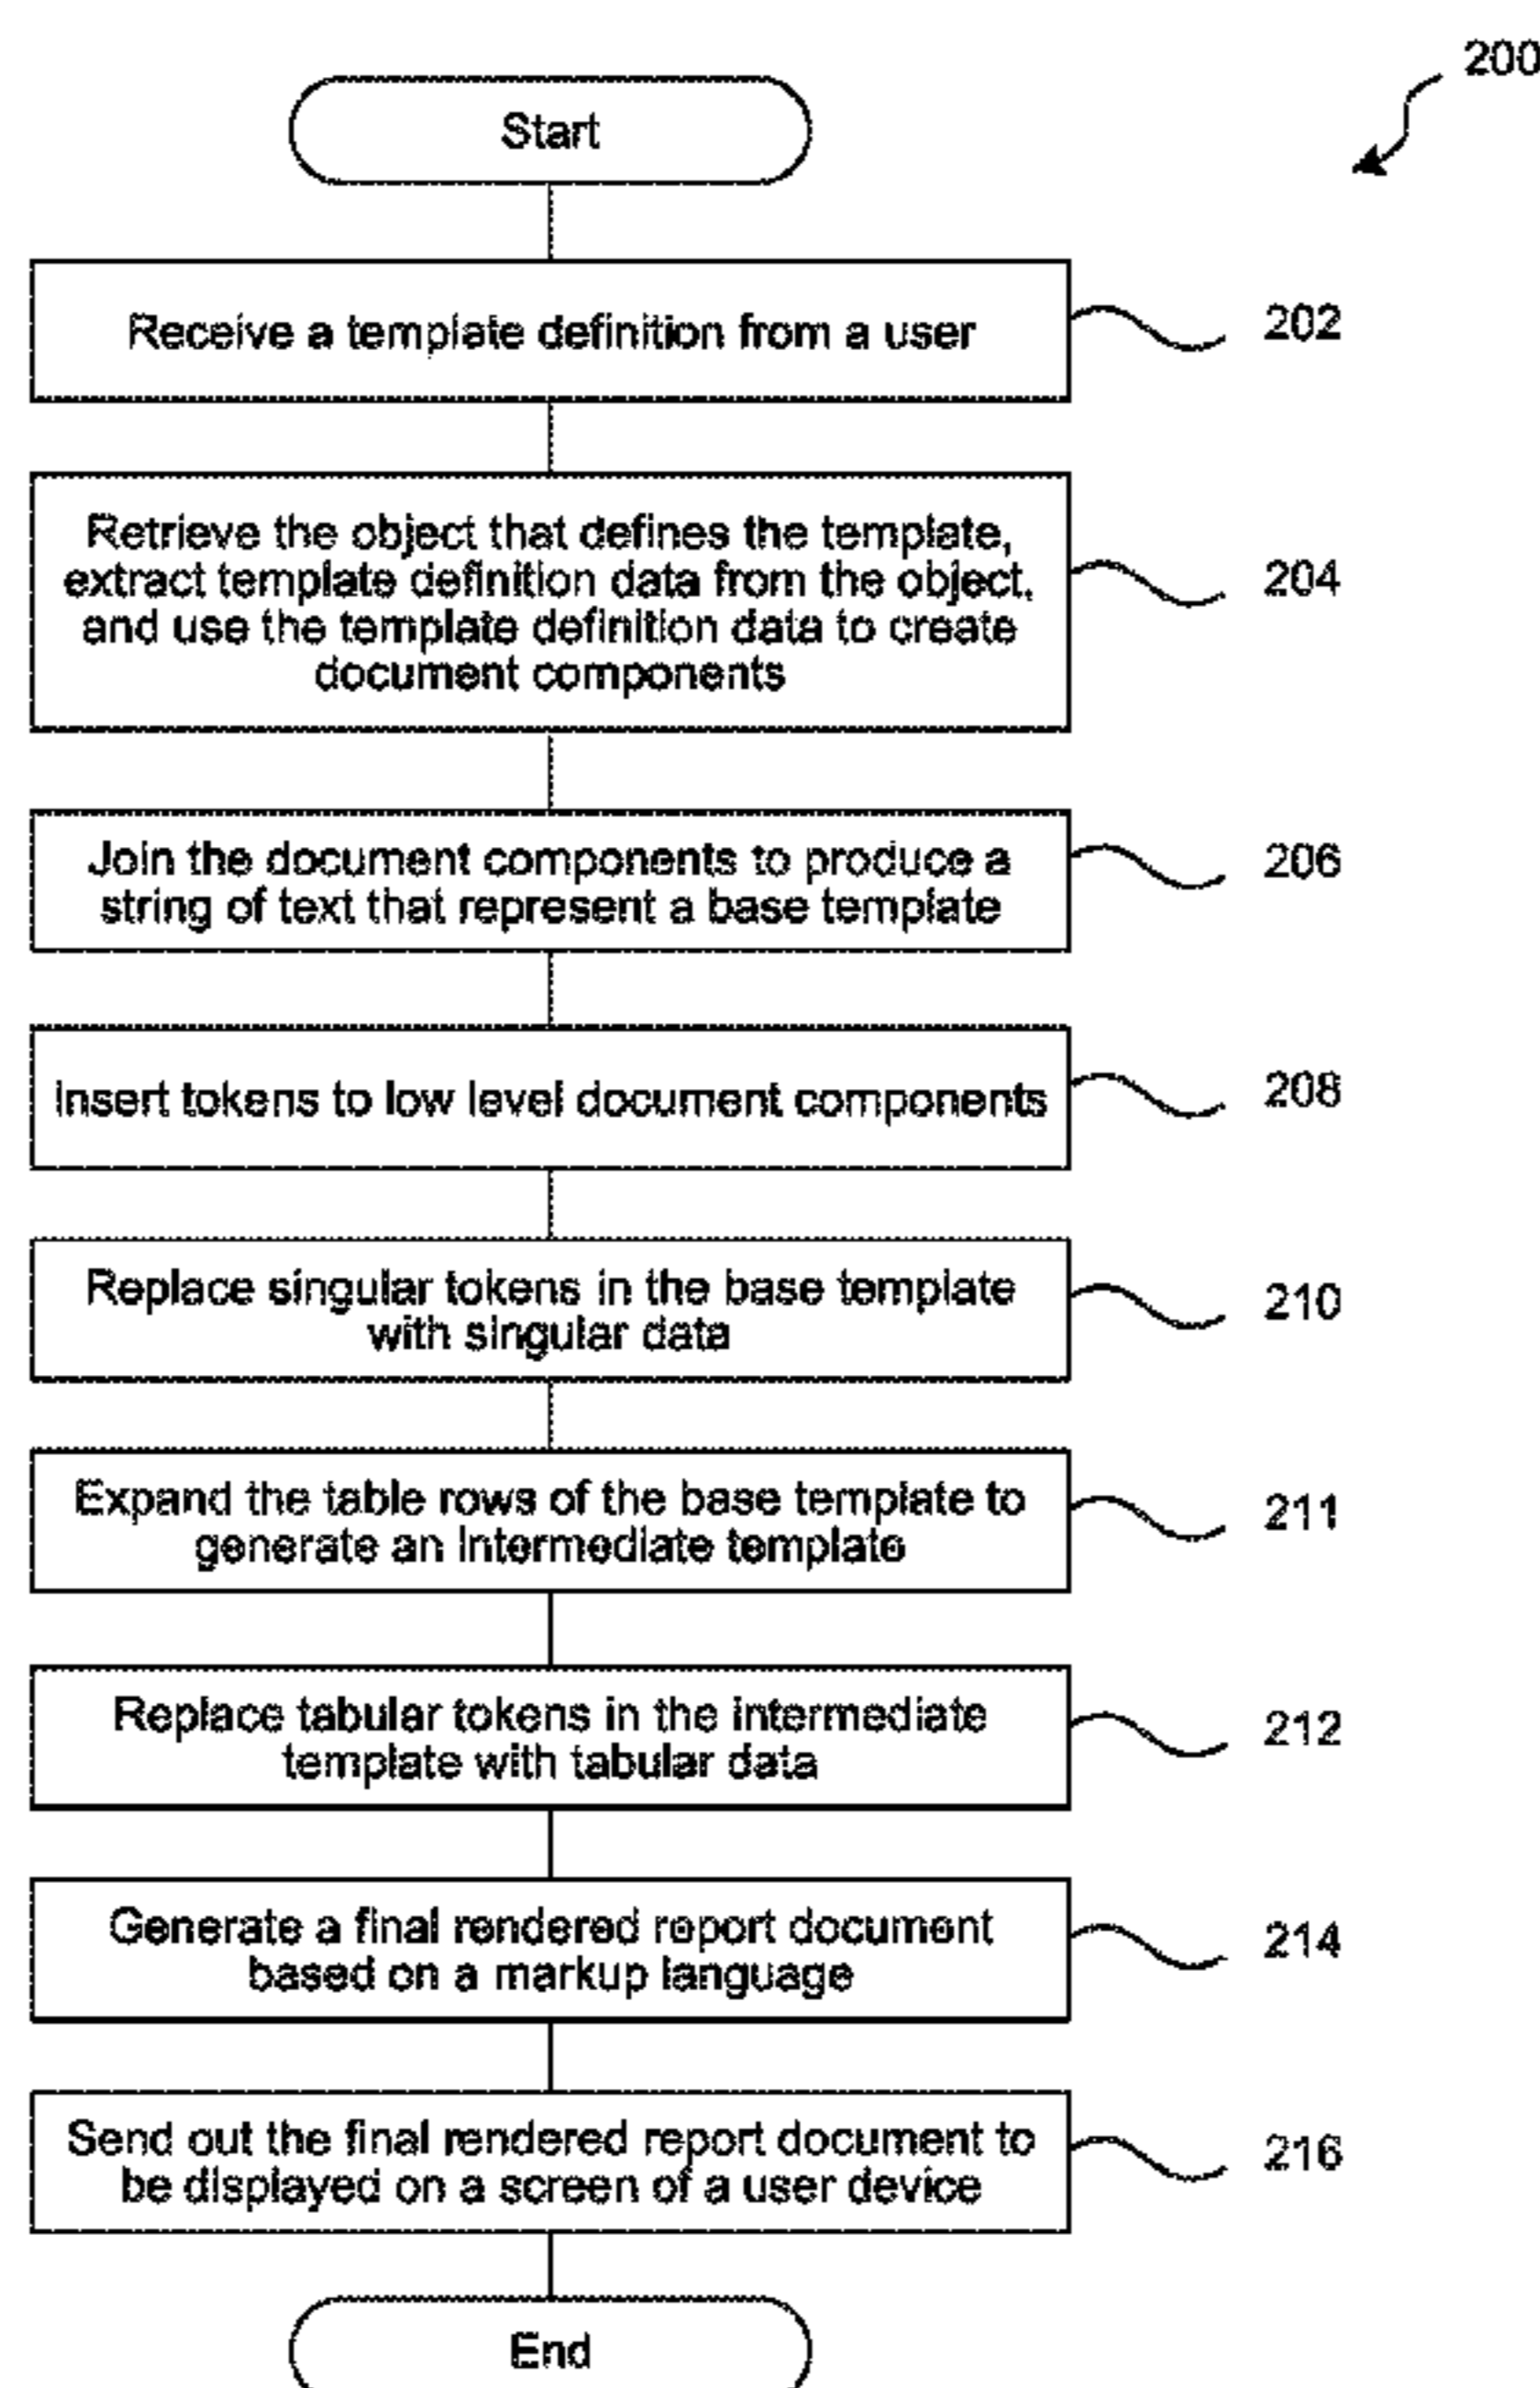 200
Start
Receive a template definition from a user
202
Retrieve the object that defines the template,
extract template definition data from the object,
and use the template definition data to create
document components
204
Join the document components to produce a
string of text that represent a base template
206
Insert tokens to low level document components
208
Replace singular tokens in the base template
with singular data
210
Expand the table rows of the base template to
generate an intermediate template
211
Replace tabular tokens in the intermediate
template with tabular data
212
Generate a final rendered report document
based on a markup language
214
Send out the final rendered report document to
be displayed on a screen of a user device
216
End